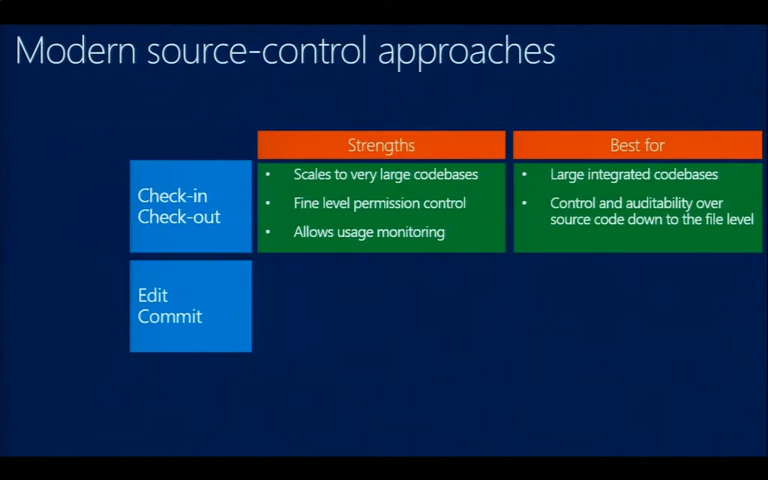 Modern source-control approaches
Strengths
Best for
Check-in
Check-out
• Scales to very large codebases
• Fine level permission control
• Allows usage monitoring
• Large integrated codebases
• Control and auditability over
source code down to the file level
Edit
Commit